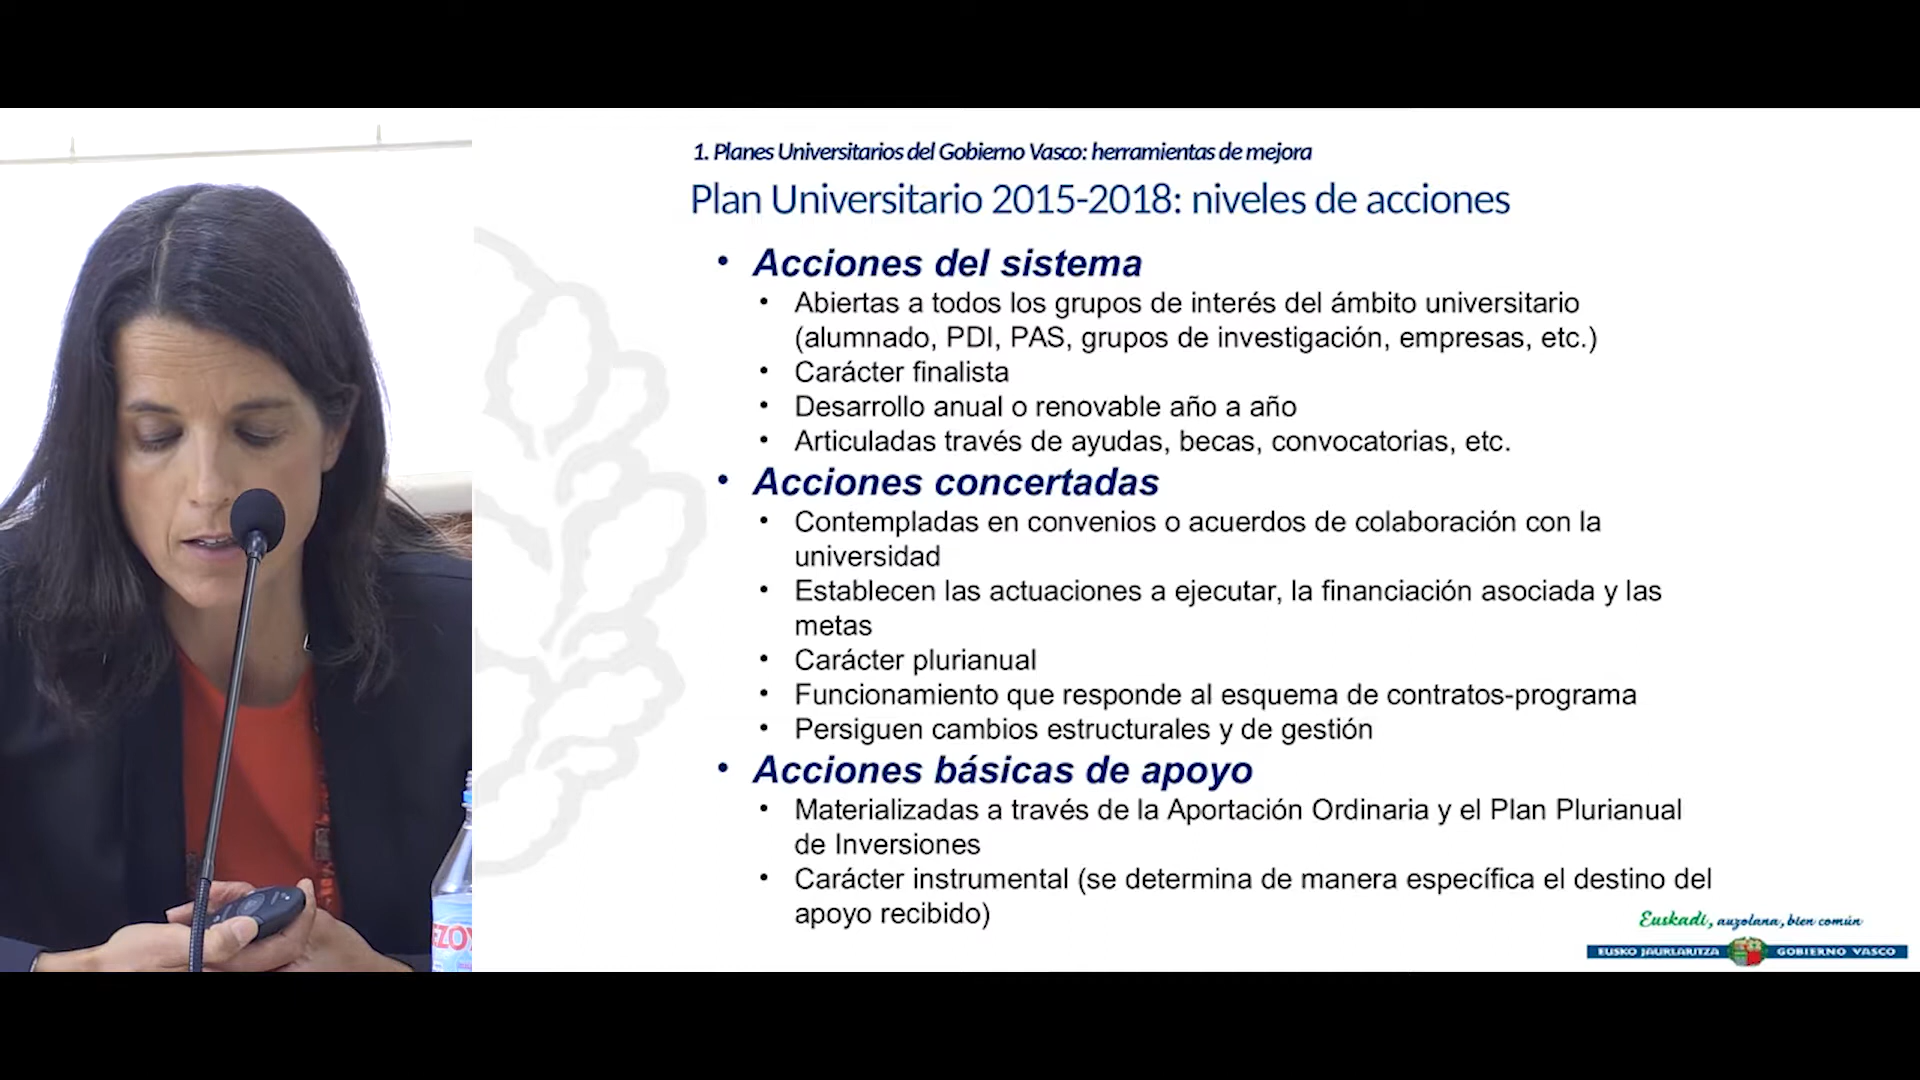 1. Planes Universitarios del Gobierno Vasco: herramientas de mejora
Plan Universitario 2015-2018: niveles de acciones
• Acciones del sistema
• Abiertas a todos los grupos de interés del ámbito universitario
(alumnado, PDI, PAS, grupos de investigación, empresas, etc.)
• Carácter finalista
• Desarrollo anual o renovable año a año
• Articuladas través de ayudas, becas, convocatorias, etc.
• Acciones concertadas
• Contempladas en convenios o acuerdos de colaboración con la
universidad
• Establecen las actuaciones a ejecutar, la financiación asociada y las
metas
• Carácter plurianual
• Funcionamiento que responde al esquema de contratos-programa
• Persiguen cambios estructurales y de gestión
• Acciones básicas de apoyo
• Materializadas a través de la Aportación Ordinaria y el Plan Plurianual
de Inversiones
• Carácter instrumental (se determina de manera específica el destino del
apoyo recibido)
Euskadi, auzolana, bien común
EUSKO JAURLARITZA GOBIERNO VASCO